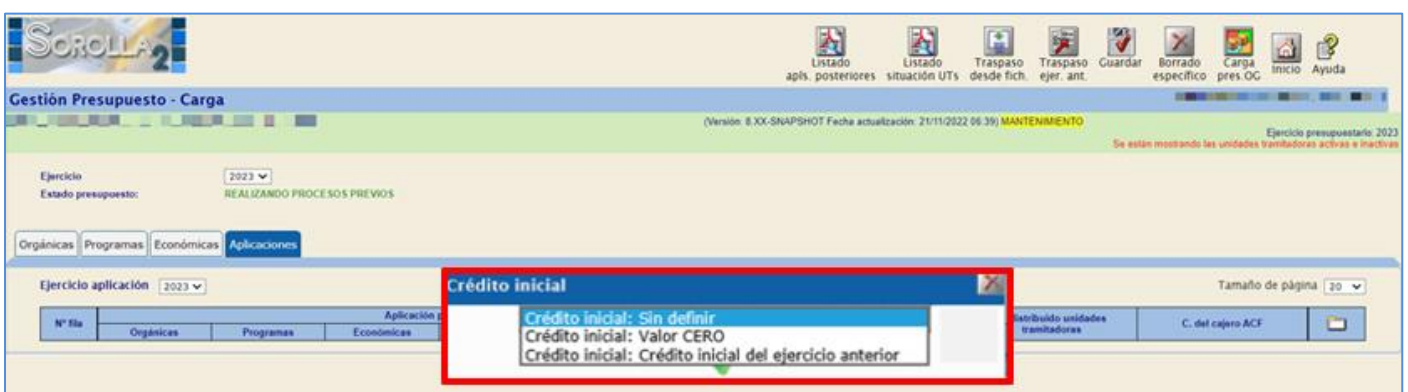 SOROLLA2
Listado apls. posteriores
Listado situación UTs
Traspaso desde fich.
Traspaso ejer. ant.
Guardar
Borrado específico
Carga pres.OG
Inicio
Ayuda
Gestión Presupuesto - Carga
(Versión: 8.XX-SNAPSHOT Fecha actualización: 21/11/2022 06:39) MANTENIMIENTO
Ejercicio presupuestario: 2023
Se están mostrando las unidades tramitadoras activas e inactivas
Ejercicio 2023
Estado presupuesto: REALIZANDO PROCESOS PREVIOS
Orgánicas Programas Económicas Aplicaciones
Ejercicio aplicación 2023
Tamaño de página 20
Crédito inicial
Crédito inicial: Sin definir
Crédito inicial: Valor CERO
Crédito inicial: Crédito inicial del ejercicio anterior
Nº fila
Aplicación
Orgánicas Programas Económicas
unidades tramitadoras
C. del cajero ACF